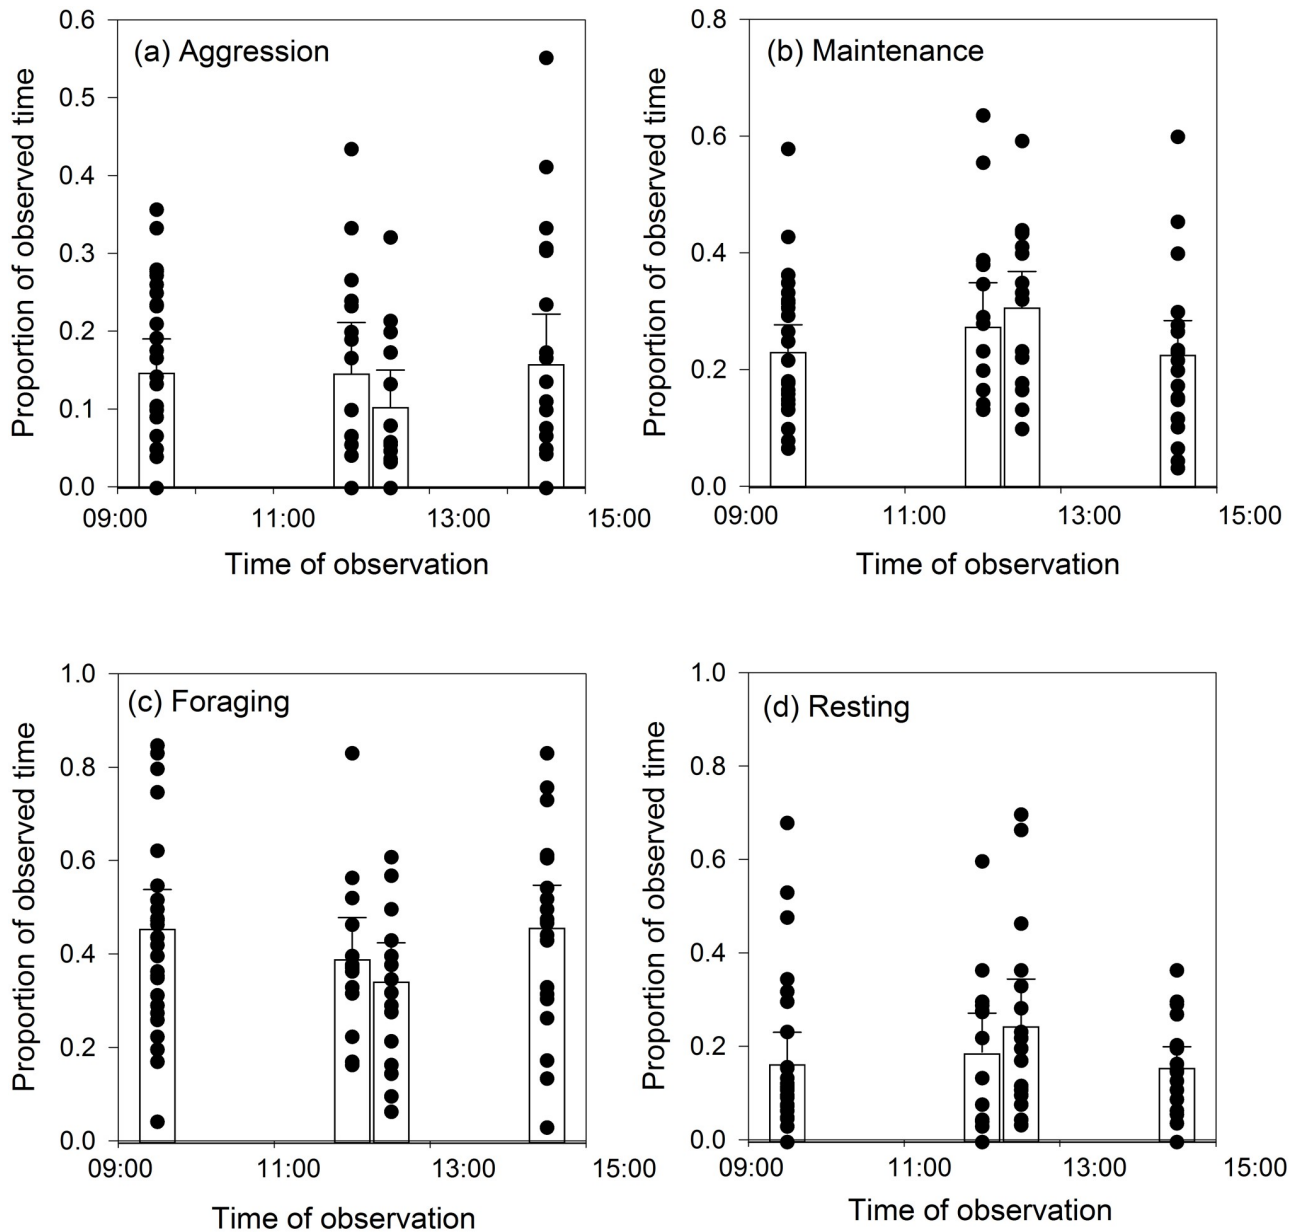 (a) Aggression
Proportion of observed time
0.6
0.5
0.4
0.3
0.2
0.1
0.0
09:00 11:00 13:00 15:00
Time of observation
(b) Maintenance
Proportion of observed time
0.8
0.6
0.4
0.2
0.0
09:00 11:00 13:00 15:00
Time of observation
(c) Foraging
Proportion of observed time
1.0
0.8
0.6
0.4
0.2
0.0
09:00 11:00 13:00 15:00
Time of observation
(d) Resting
Proportion of observed time
1.0
0.8
0.6
0.4
0.2
0.0
09:00 11:00 13:00 15:00
Time of observation